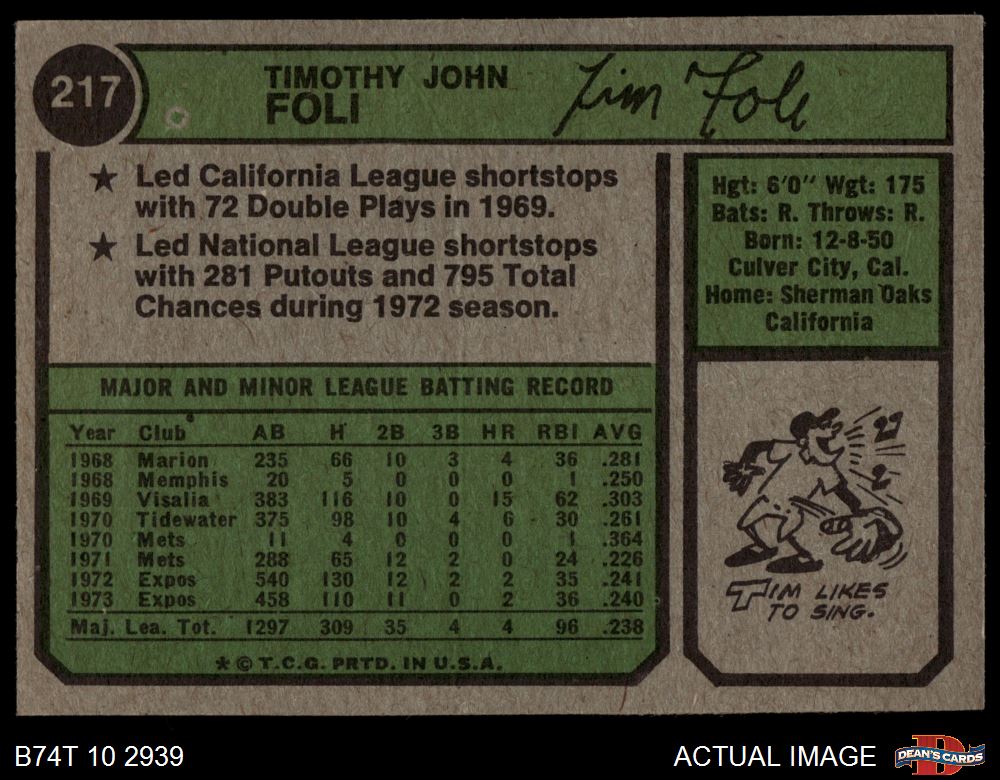 217
TIMOTHY JOHN
FOLI
Tim Foli
★ Led California League shortstops
with 72 Double Plays in 1969.
★ Led National League shortstops
with 281 Putouts and 795 Total
Chances during 1972 season.
Hgt: 6'0" Wgt: 175
Bats: R. Throws: R.
Born: 12-8-50
Culver City, Cal.
Home: Sherman Oaks
California
MAJOR AND MINOR LEAGUE BATTING RECORD
Year Club AB H 2B 3B HR RBI AVG
1968 Marion 235 66 10 3 4 36 .281
1968 Memphis 20 5 0 0 0 1 .250
1969 Visalia 383 116 10 0 15 62 .303
1970 Tidewater 375 98 10 4 6 30 .261
1970 Mets 11 4 0 0 0 1 .364
1971 Mets 288 65 12 2 0 24 .226
1972 Expos 540 130 12 2 2 35 .241
1973 Expos 458 110 11 0 2 36 .240
Maj. Lea. Tot. 1297 309 35 4 4 96 .238
★ © T.C.G. PRTD. IN U.S.A.
TIM LIKES
TO SING.
B74T 10 2939
ACTUAL IMAGE
D
DEAN'S CARDS